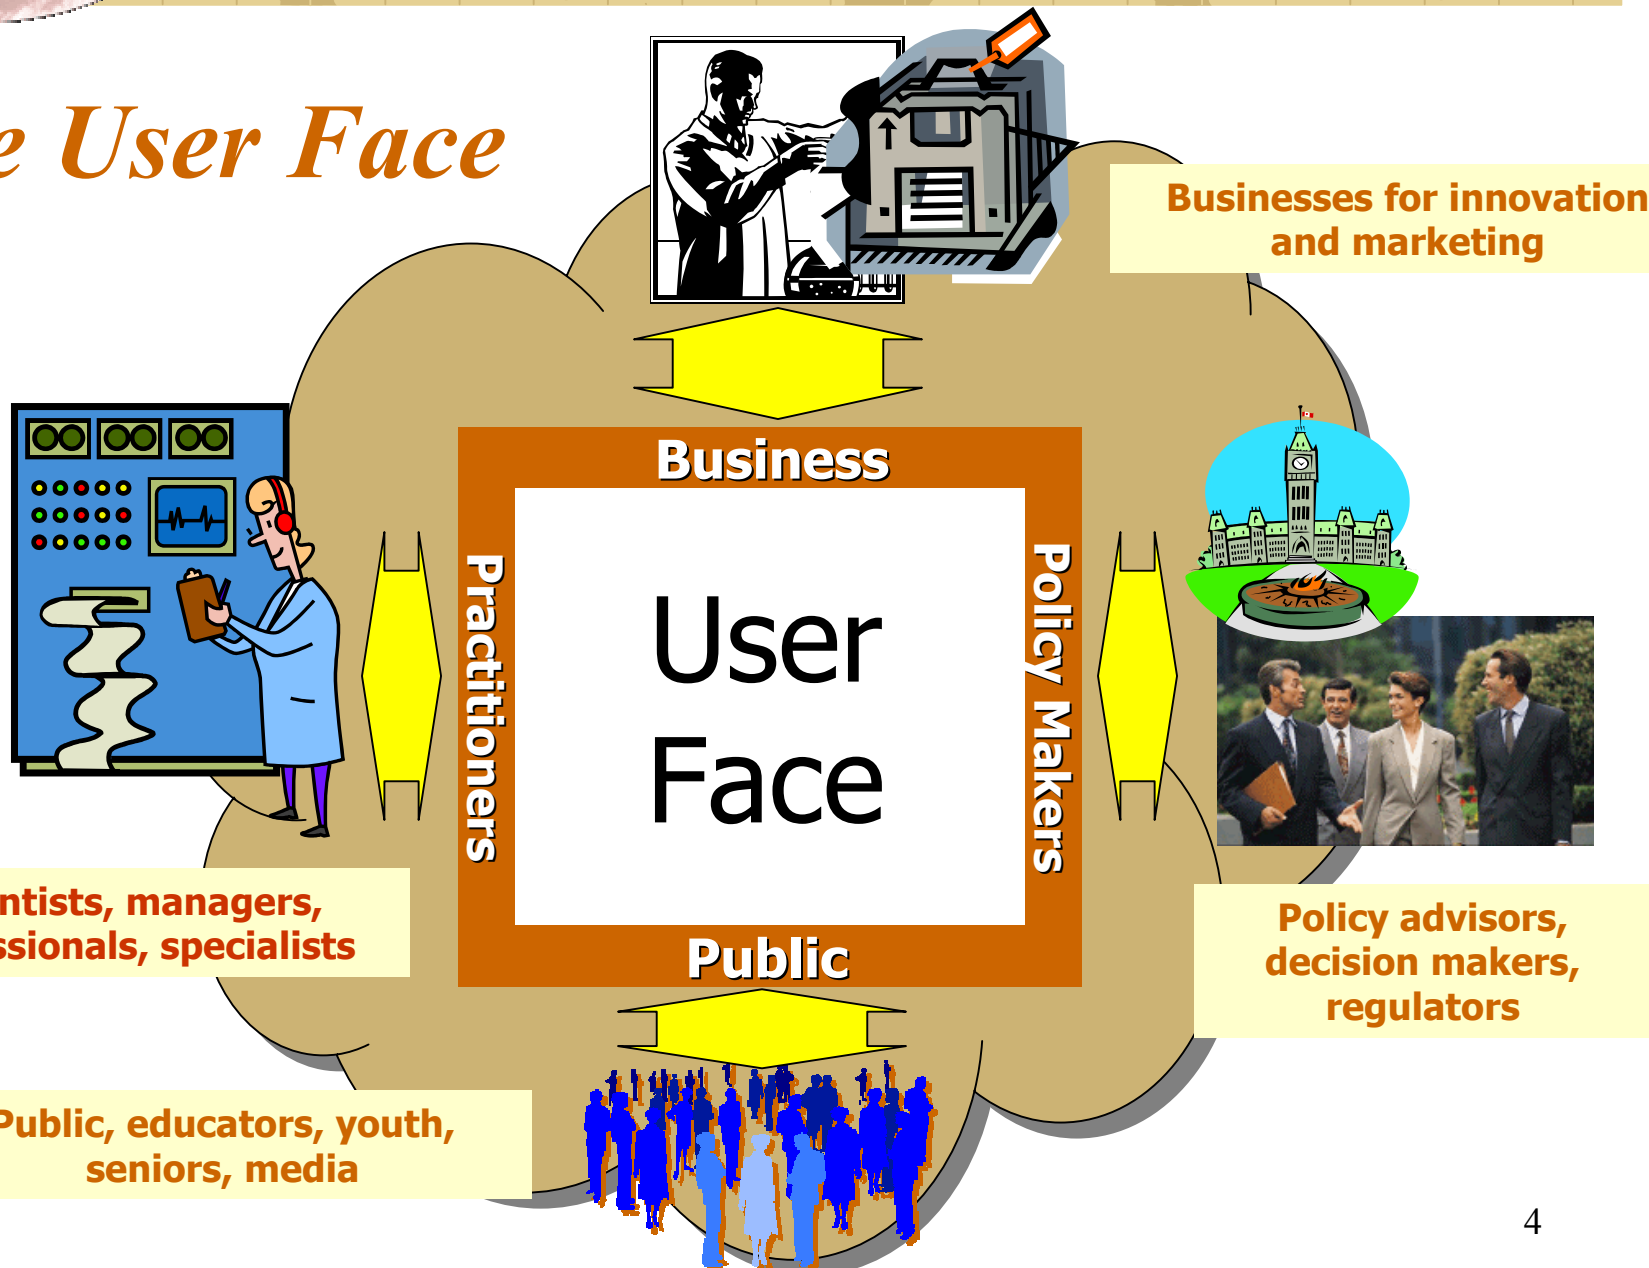 e User Face
Businesses for innovation
and marketing
Business
Practitioners
User
Face
Policy Makers
Public
ntists, managers,
ssionals, specialists
Policy advisors,
decision makers,
regulators
Public, educators, youth,
seniors, media
4